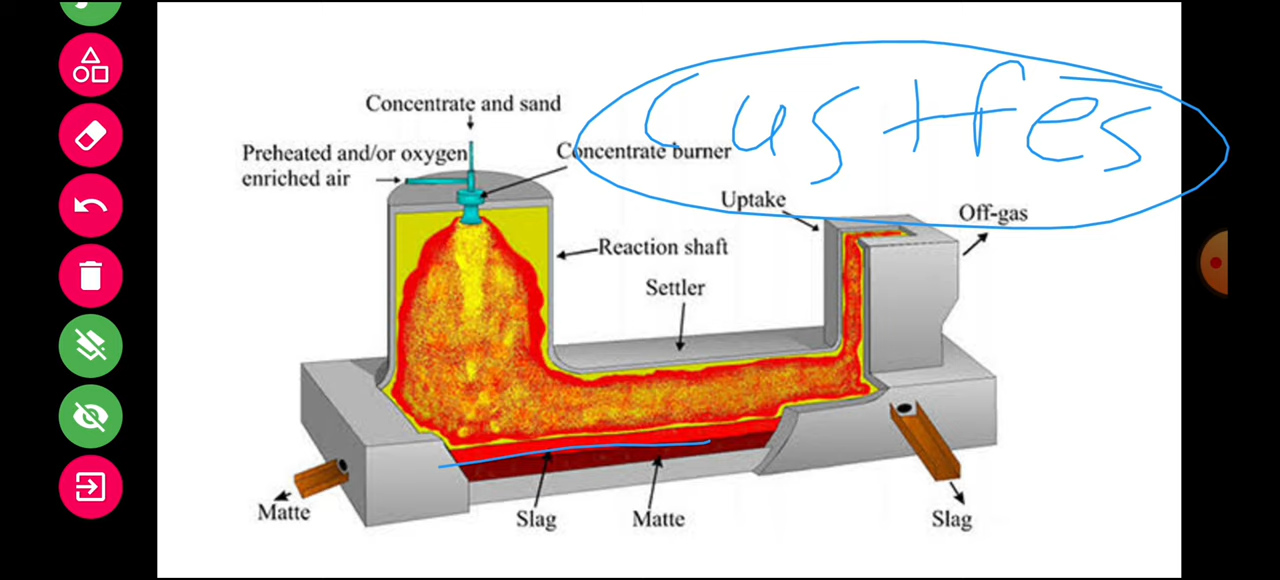 cus+fes
Concentrate and sand
Preheated and/or oxygen
enriched air
Concentrate burner
Uptake
Off-gas
Reaction shaft
Settler
Matte
Slag
Matte
Slag